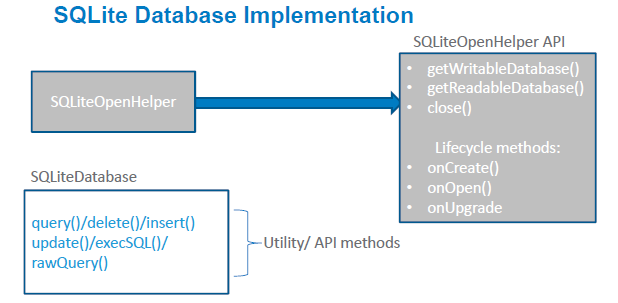 SQLite Database Implementation
SQLiteOpenHelper API
SQLiteOpenHelper
• getWritableDatabase()
• getReadableDatabase()
• close()
Lifecycle methods:
• onCreate()
• onOpen()
• onUpgrade
SQLiteDatabase
query()/delete()/insert()
update()/execSQL()/
rawQuery()
Utility/ API methods